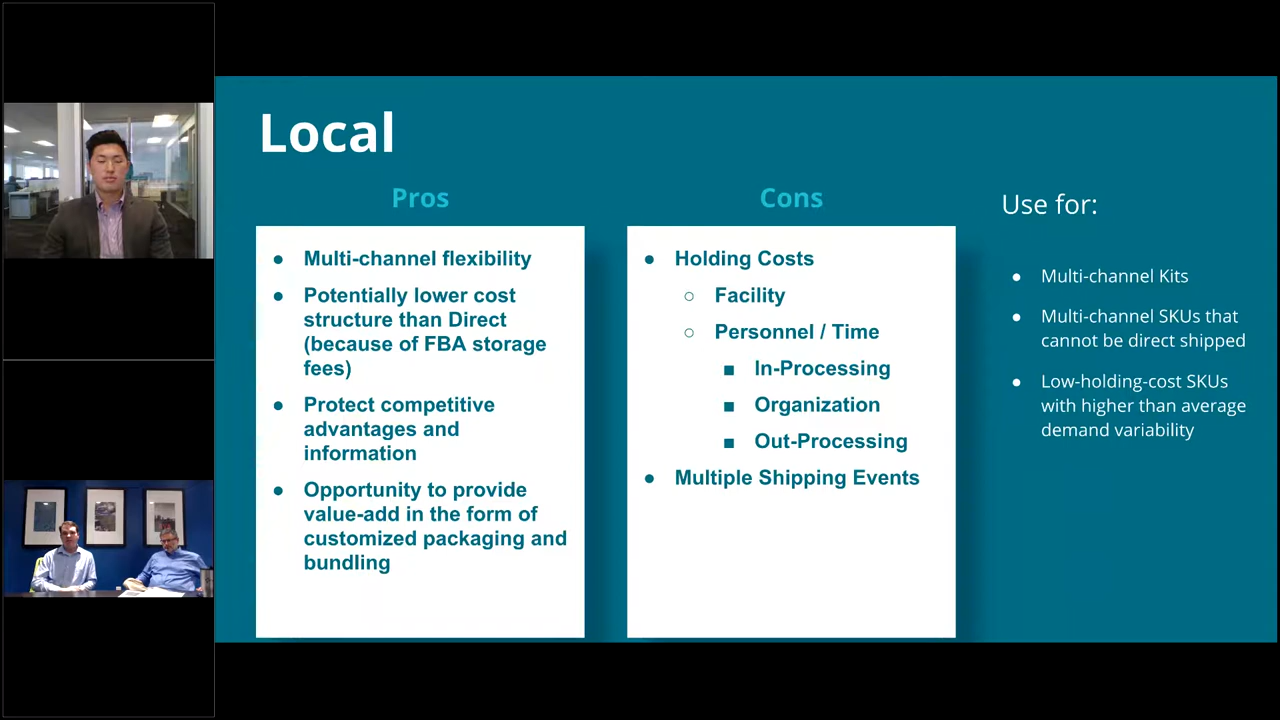 Local
Pros
● Multi-channel flexibility
● Potentially lower cost
structure than Direct
(because of FBA storage
fees)
● Protect competitive
advantages and
information
● Opportunity to provide
value-add in the form of
customized packaging and
bundling
Cons
● Holding Costs
○ Facility
○ Personnel / Time
■ In-Processing
■ Organization
■ Out-Processing
● Multiple Shipping Events
Use for:
● Multi-channel Kits
● Multi-channel SKUs that
cannot be direct shipped
● Low-holding-cost SKUs
with higher than average
demand variability